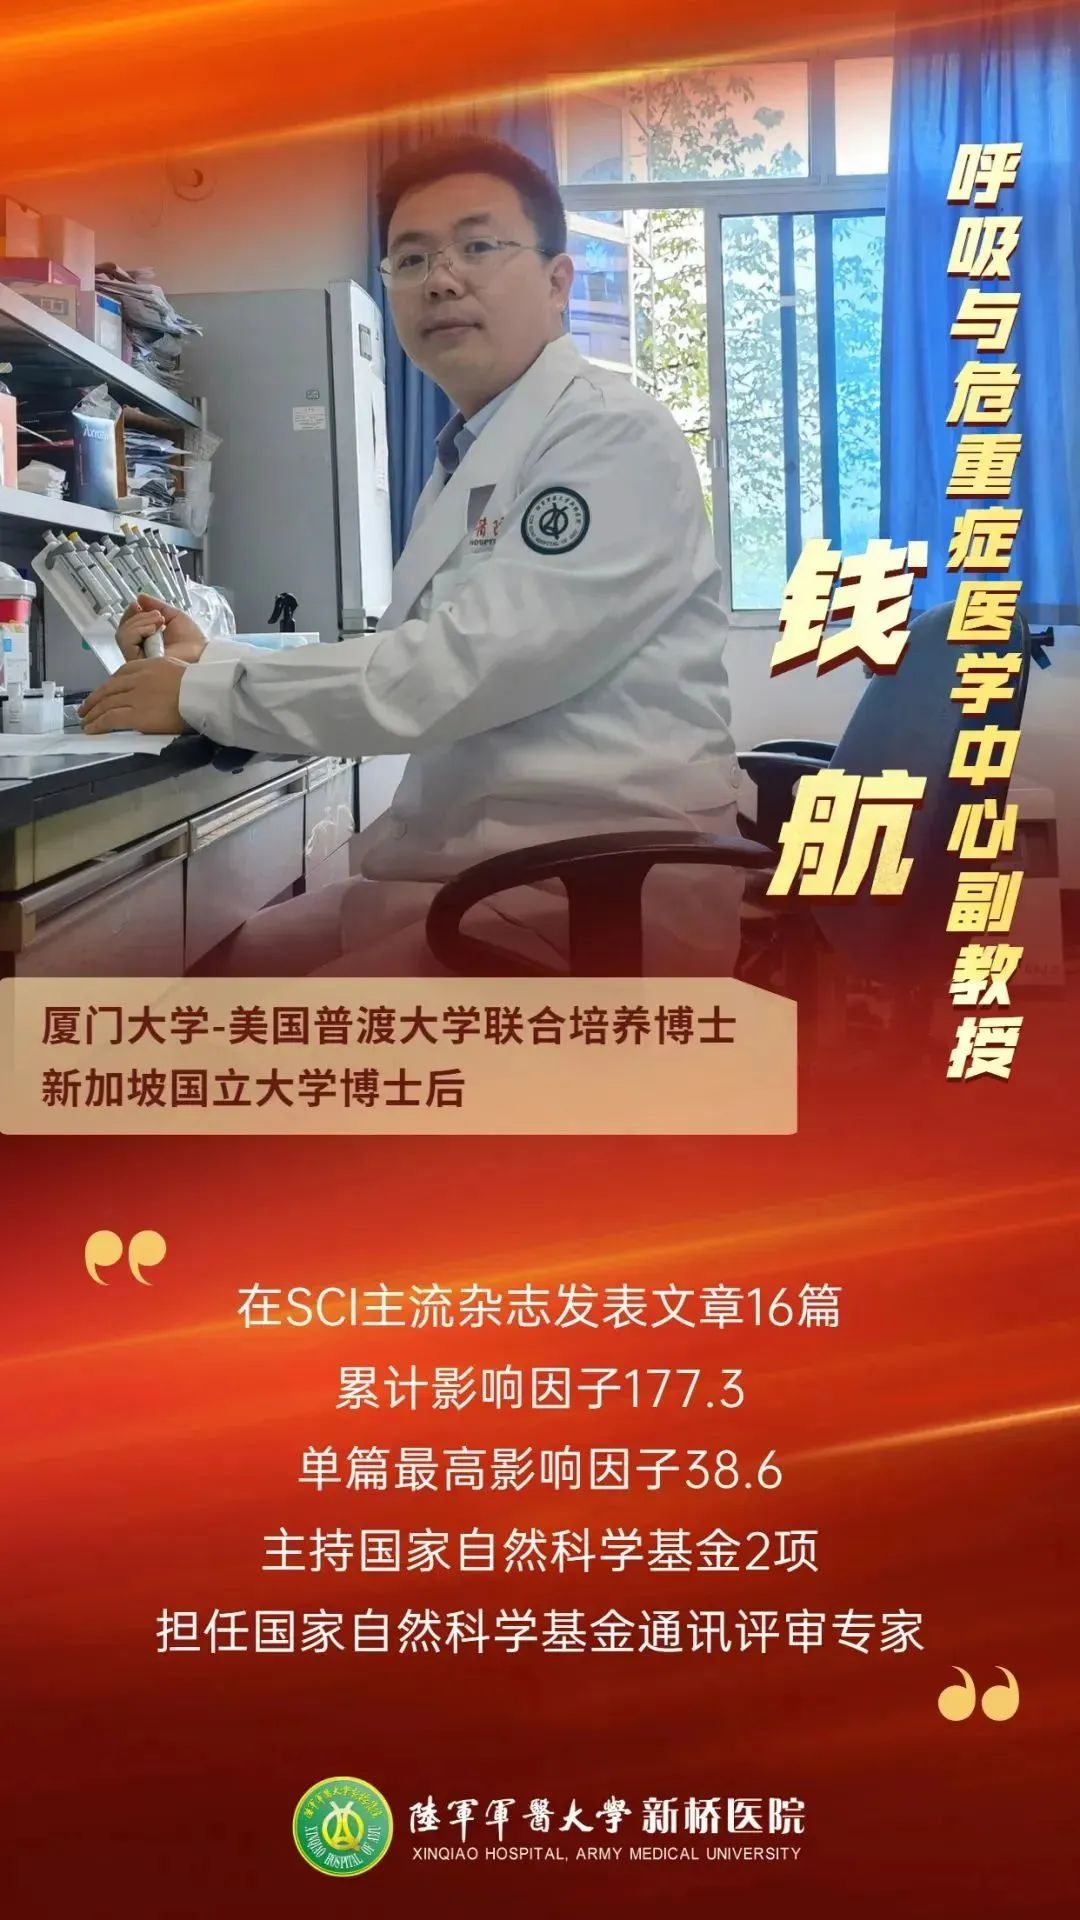 呼吸与危重症医学中心副教授
钱航
厦门大学-美国普渡大学联合培养博士
新加坡国立大学博士后
在SCI主流杂志发表文章16篇
累计影响因子177.3
单篇最高影响因子38.6
主持国家自然科学基金2项
担任国家自然科学基金通讯评审专家
陸軍軍醫大學新桥医院
XINQIAO HOSPITAL, ARMY MEDICAL UNIVERSITY
XINQIAO HOSPITAL OF AMU